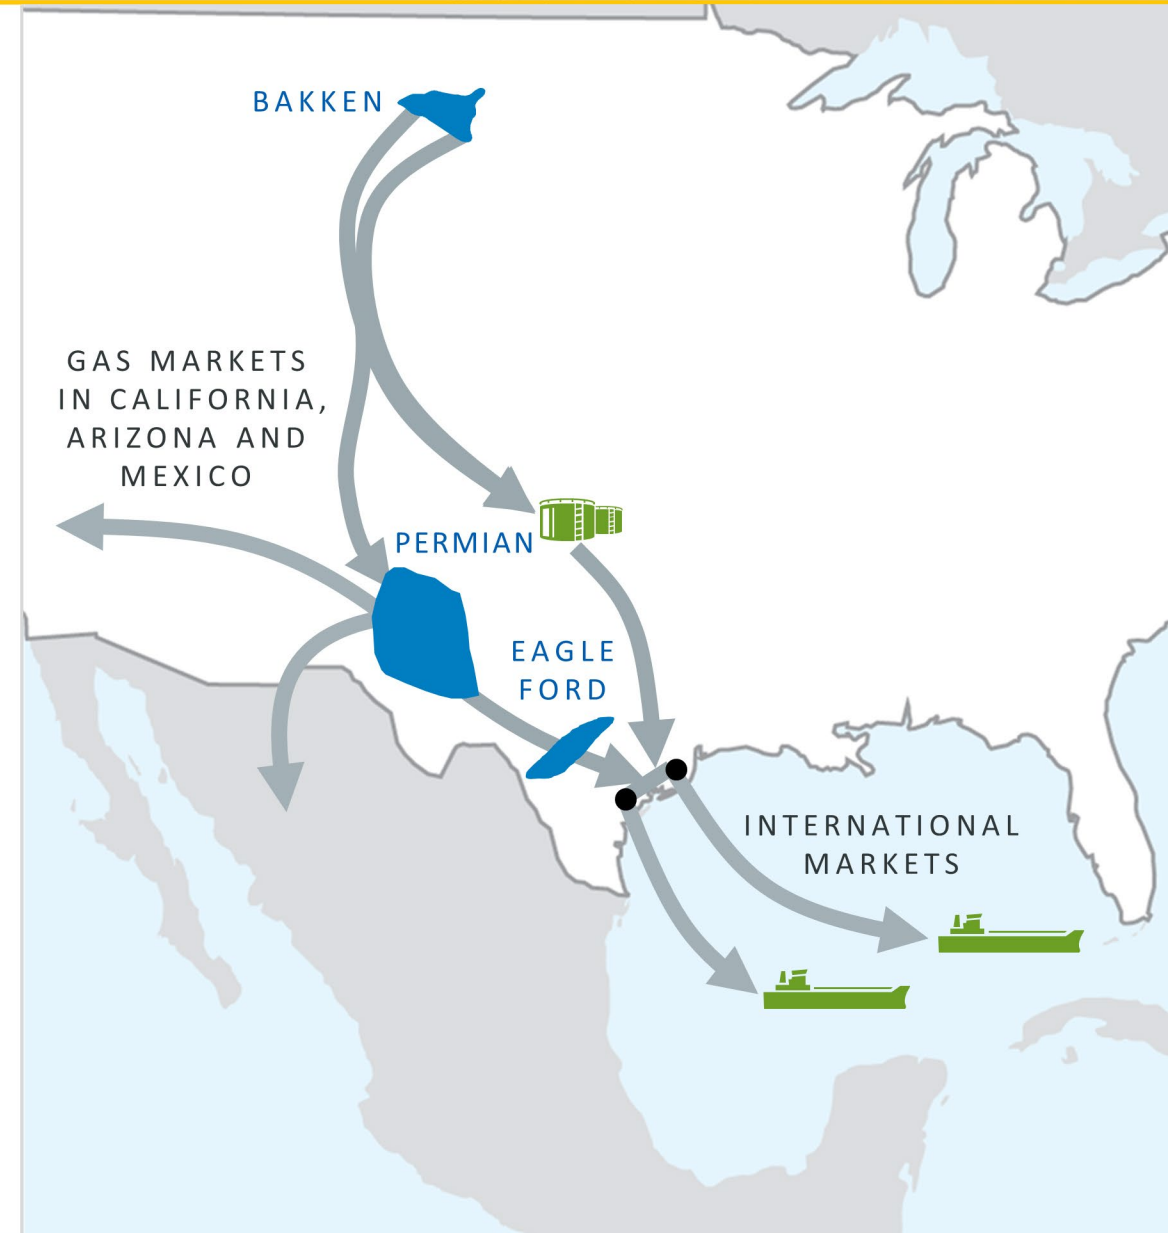 BAKKEN
GAS MARKETS
IN CALIFORNIA,
ARIZONA AND
MEXICO
PERMIAN
EAGLE
FORD
INTERNATIONAL
MARKETS